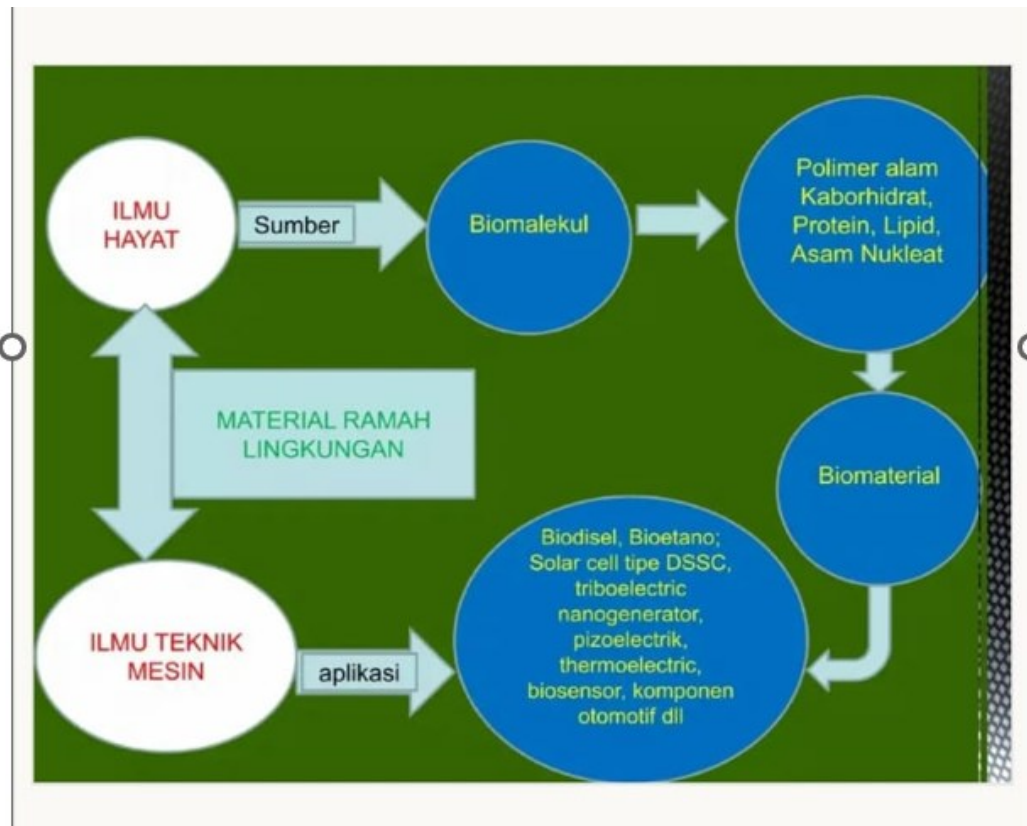 ILMU
HAYAT
Sumber
Biomalekul
Polimer alam
Kaborhidrat,
Protein, Lipid,
Asam Nukleat
MATERIAL RAMAH
LINGKUNGAN
Biomaterial
ILMU TEKNIK
MESIN
aplikasi
Biodisel, Bioetano;
Solar cell tipe DSSC,
triboelectric
nanogenerator,
pizoelectrik,
thermoelectric,
biosensor, komponen
otomotif dll